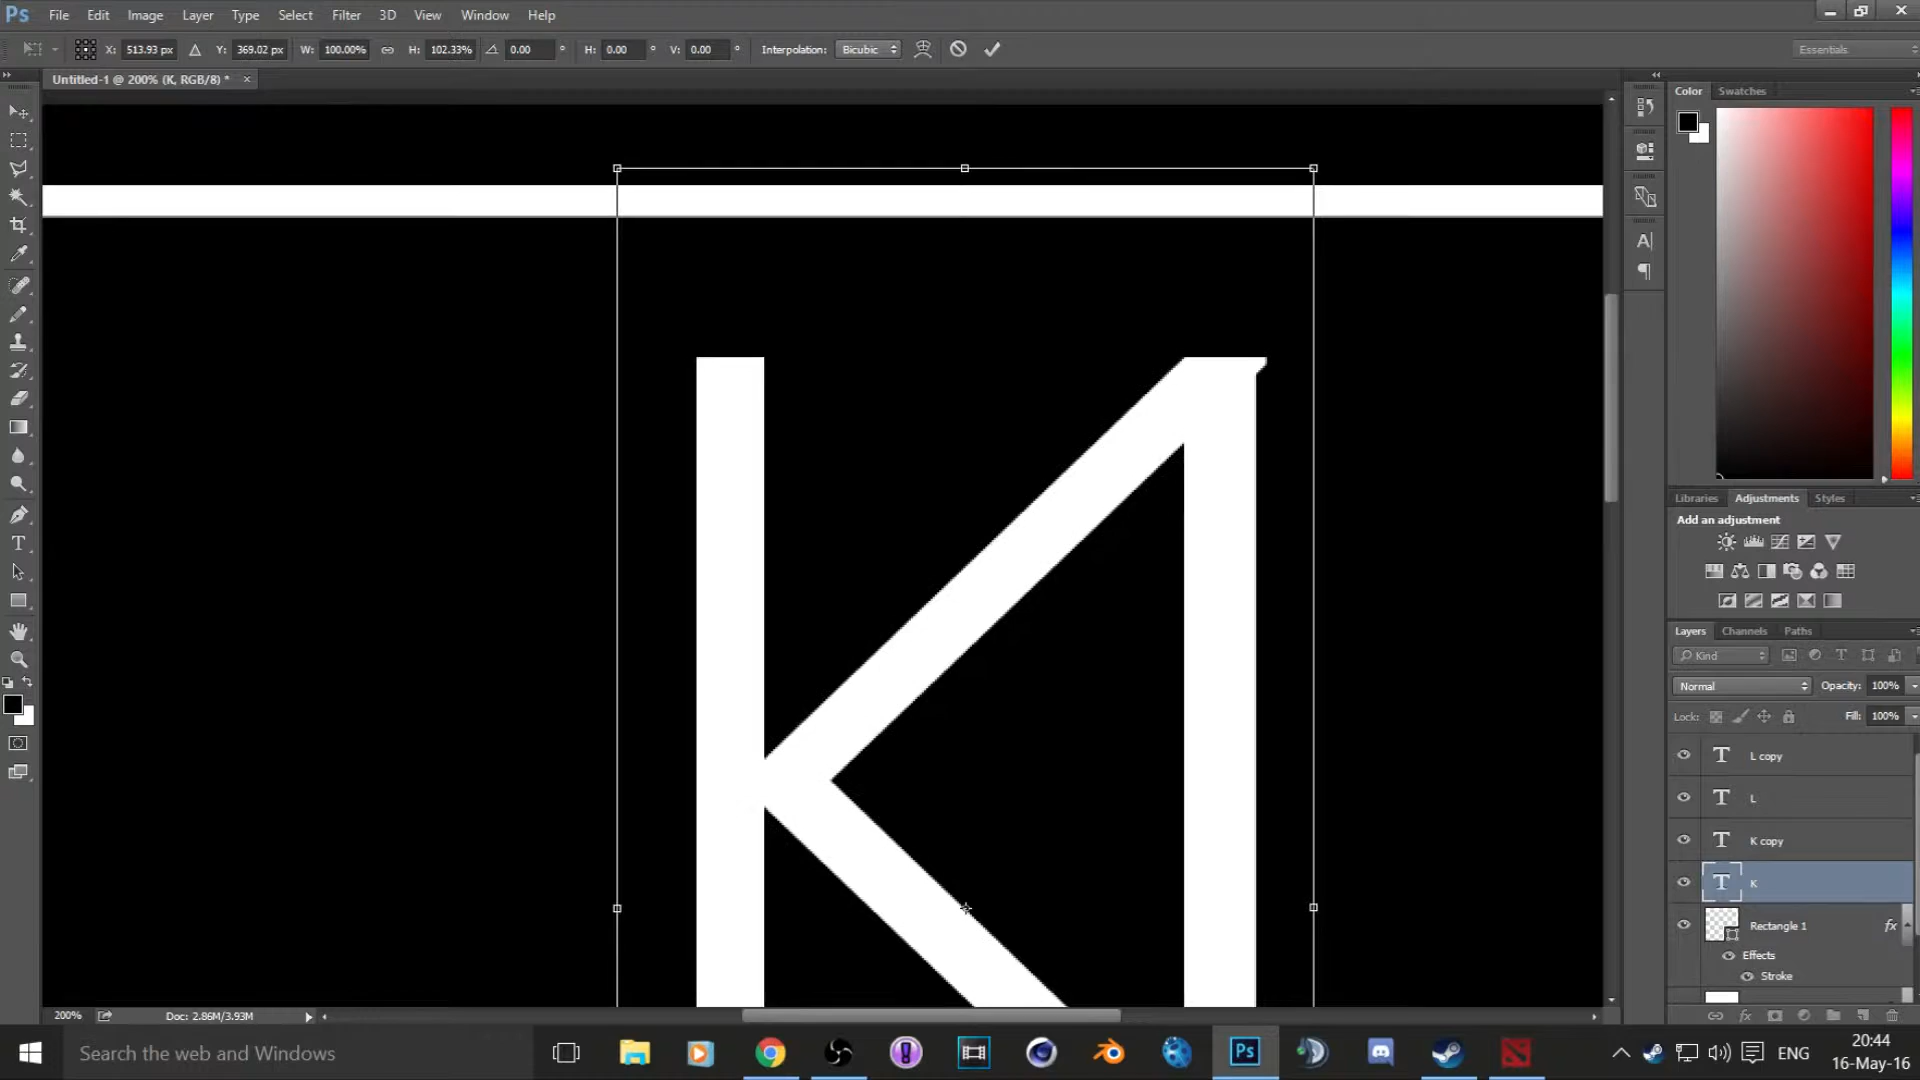 Ps File Edit Image Layer Type Select Filter 3D View Window Help
X: 513.93 px Y: 369.02 px W: 100.00% H: 102.33% 0.00 ° H: 0.00 ° V: 0.00 ° Interpolation: Bicubic Essentials
Untitled-1 @ 200% (K, RGB/8) * ×
Color Swatches
K
Libraries Adjustments Styles
Add an adjustment
Layers Channels Paths
Kind
Normal Opacity: 100%
Lock: Fill: 100%
L copy
L
K copy
K
Rectangle 1 fx
Effects
Stroke
200% Doc: 2.86M/3.93M
Search the web and Windows
Ps
ENG
20:44
16-May-16